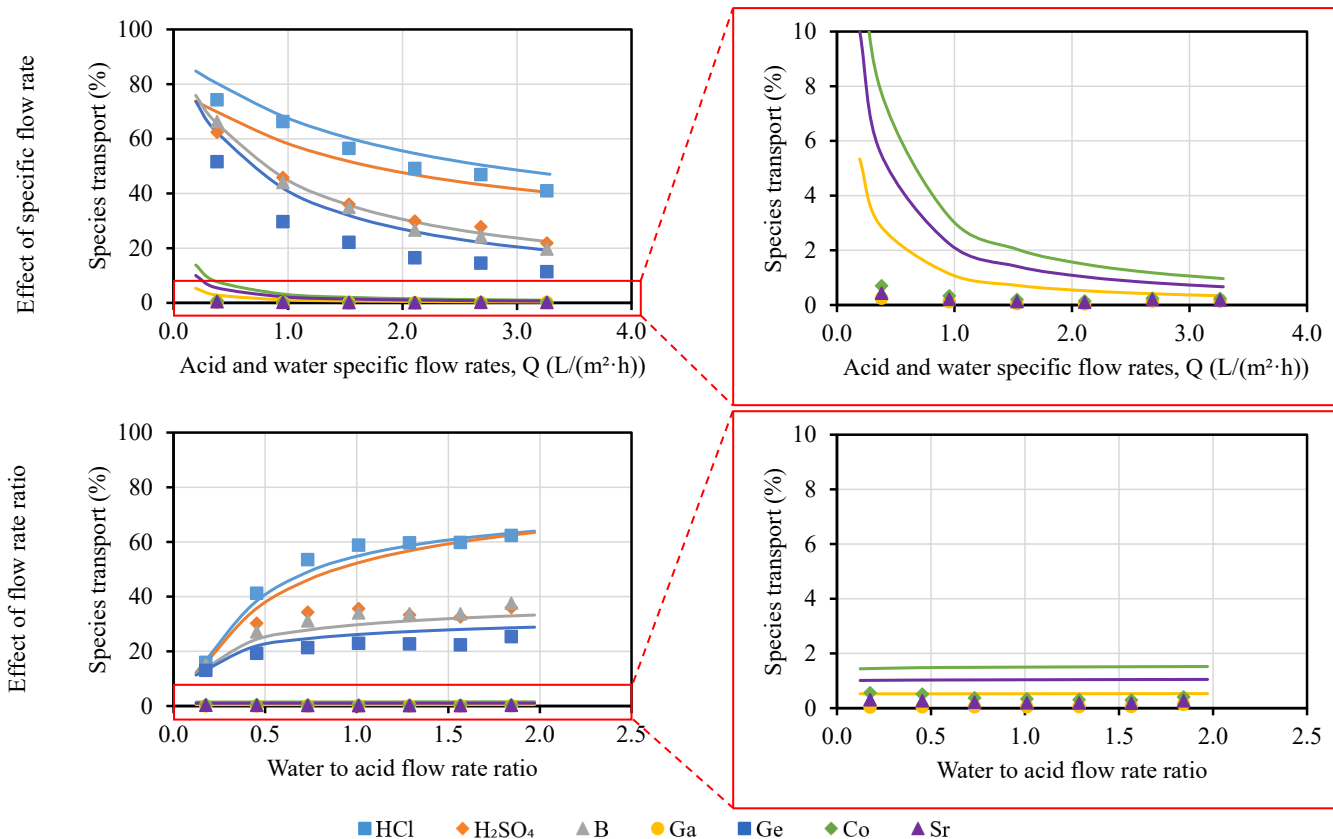 Effect of specific flow rate
Species transport (%)
100
80
60
40
20
0
0.0 1.0 2.0 3.0 4.0
Acid and water specific flow rates, Q (L/(m²·h))
Species transport (%)
10
8
6
4
2
0
0.0 1.0 2.0 3.0 4.0
Acid and water specific flow rates, Q (L/(m²·h))
Effect of flow rate ratio
Species transport (%)
100
80
60
40
20
0
0.0 0.5 1.0 1.5 2.0 2.5
Water to acid flow rate ratio
Species transport (%)
10
8
6
4
2
0
0.0 0.5 1.0 1.5 2.0 2.5
Water to acid flow rate ratio
HCl H₂SO₄ B Ga Ge Co Sr